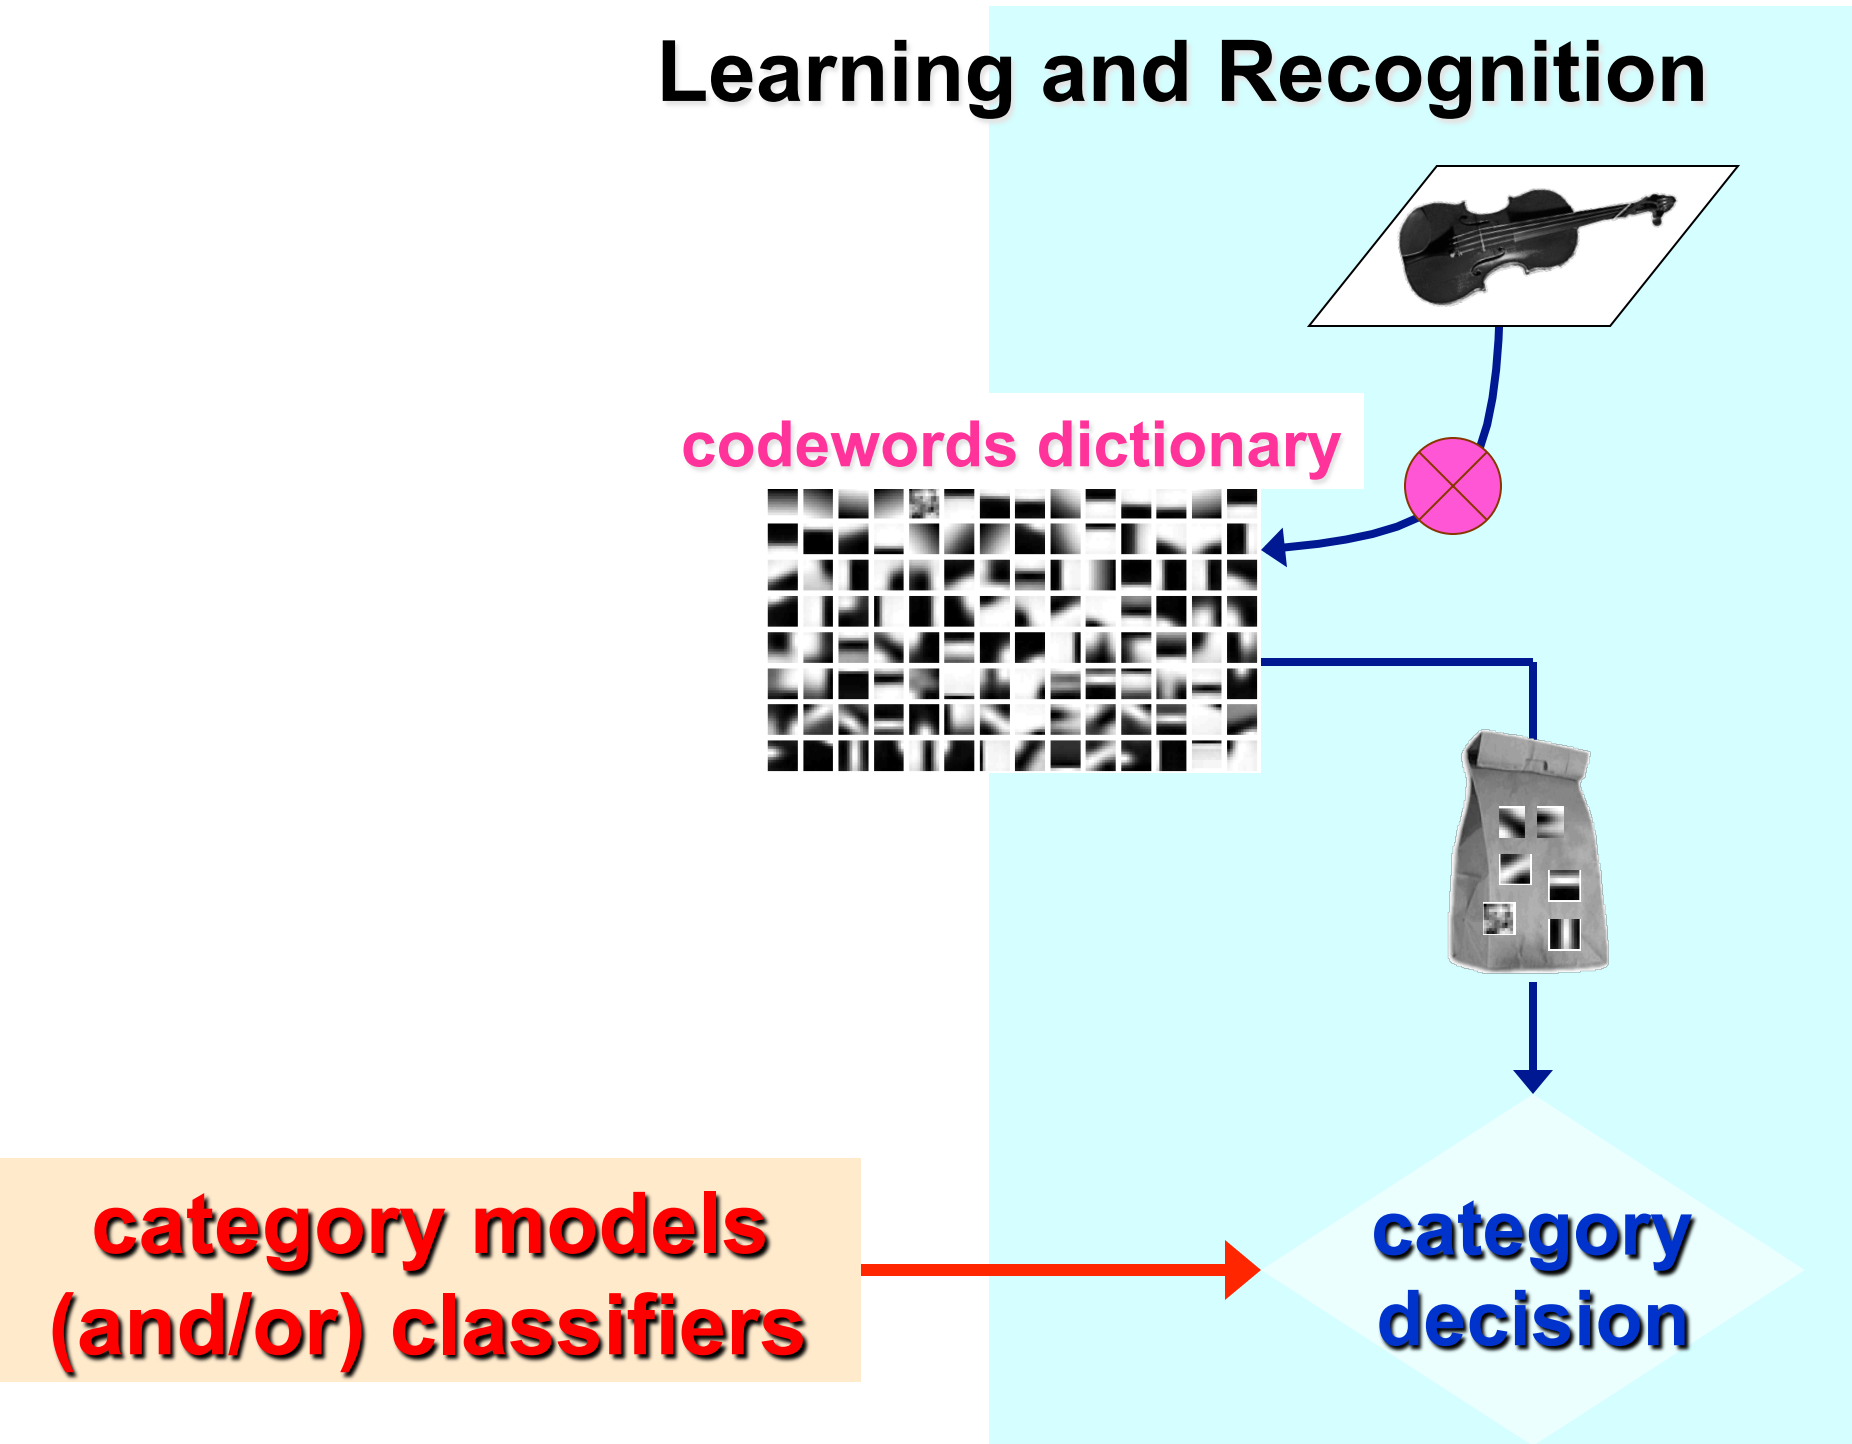 Learning and Recognition
codewords dictionary
category models
(and/or) classifiers
category
decision